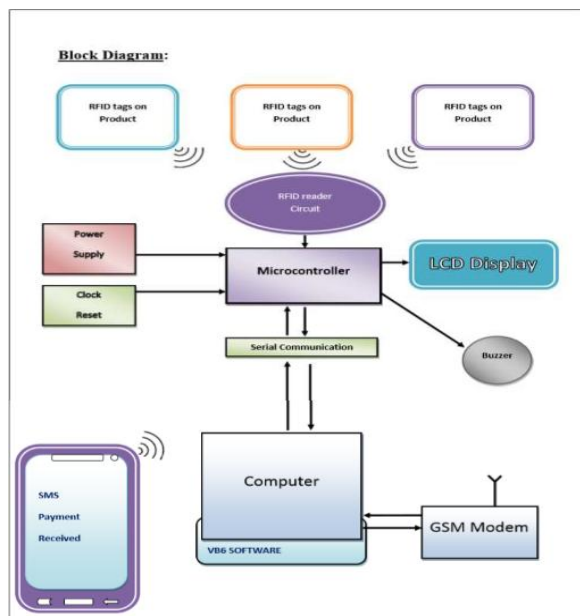 Block Diagram:
RFID tags on
Product
RFID tags on
Product
RFID tags on
Product
RFID reader
Circuit
Power
Supply
Microcontroller
LCD Display
Clock
Reset
Serial Communication
Buzzer
Computer
SMS
Payment
Received
GSM Modem
VB6 SOFTWARE